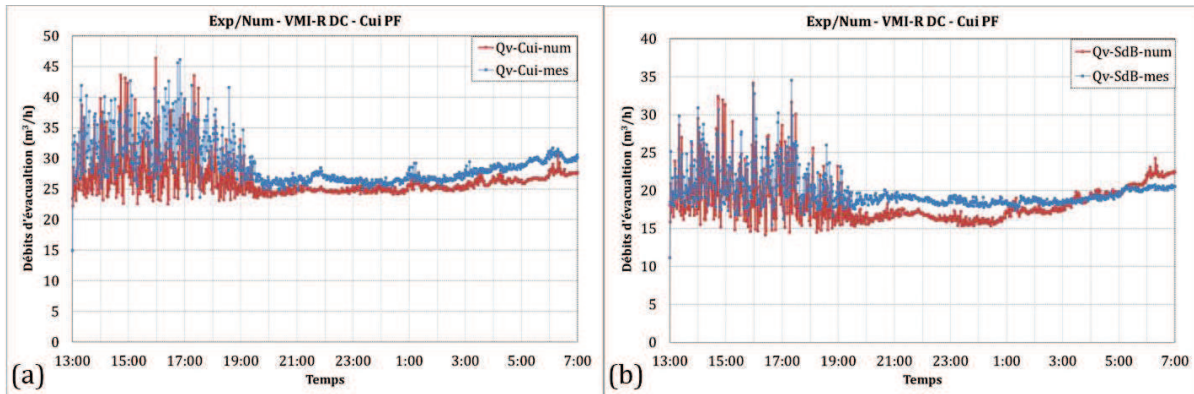 Exp/Num - VMI-R DC - Cui PF
50
45
40
35
30
25
20
15
10
5
0
Débits d'évacualtion (m³/h)
Qv-Cui-num
Qv-Cui-mes
13:00 15:00 17:00 19:00 21:00 23:00 1:00 3:00 5:00 7:00
Temps
(a)
Exp/Num - VMI-R DC - Cui PF
40
35
30
25
20
15
10
5
0
Débits d'évacualtion (m³/h)
Qv-SdB-num
Qv-SdB-mes
13:00 15:00 17:00 19:00 21:00 23:00 1:00 3:00 5:00 7:00
Temps
(b)